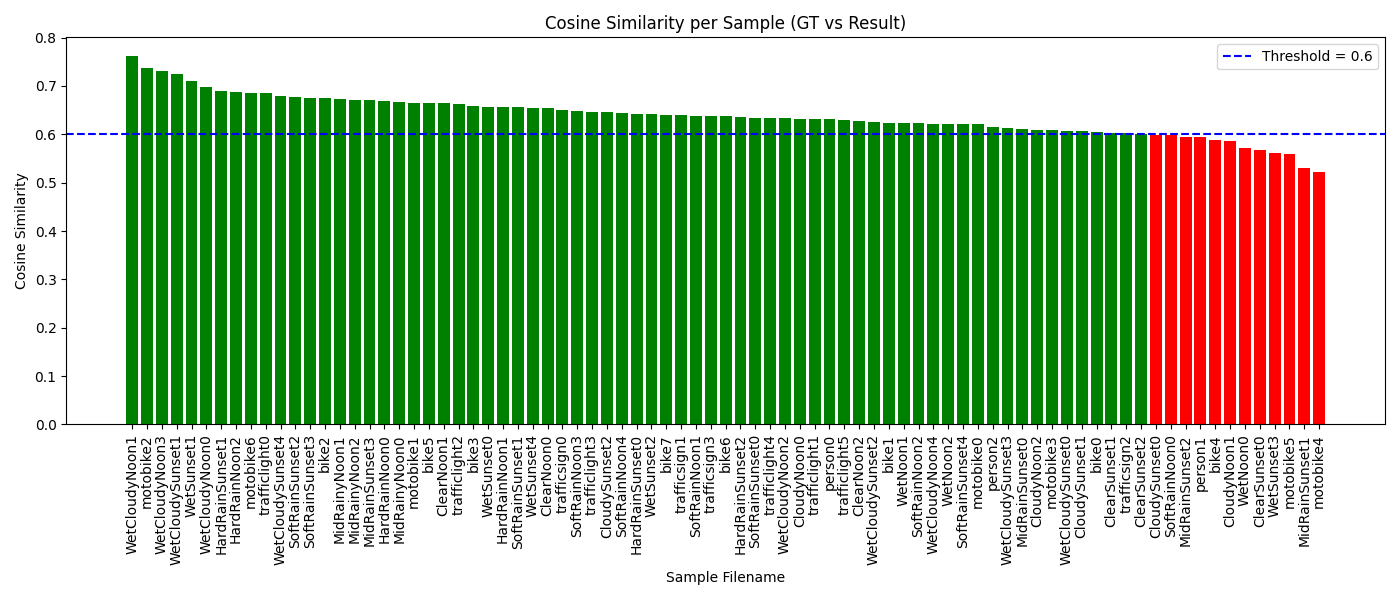 Cosine Similarity per Sample (GT vs Result)
Threshold = 0.6
Cosine Similarity
0.8
0.7
0.6
0.5
0.4
0.3
0.2
0.1
0.0
WetCloudyNoon1
motobike2
WetCloudyNoon3
WetCloudySunset1
WetSunset1
WetCloudyNoon0
HardRainSunset1
HardRainNoon2
motobike6
trafficlight0
WetCloudySunset4
SoftRainSunset2
SoftRainSunset3
bike2
MidRainyNoon1
MidRainyNoon2
MidRainSunset3
HardRainNoon0
MidRainyNoon0
motobike1
bike5
ClearNoon1
trafficlight2
bike3
WetSunset0
HardRainNoon1
SoftRainSunset1
WetSunset4
ClearNoon0
trafficsign0
SoftRainNoon3
trafficlight3
CloudySunset2
SoftRainNoon4
HardRainSunset0
WetSunset2
bike7
trafficsign1
SoftRainNoon1
trafficsign3
bike6
HardRainSunset2
SoftRainSunset0
trafficlight4
WetCloudyNoon2
CloudyNoon0
trafficlight1
person0
trafficlight5
ClearNoon2
WetCloudySunset2
bike1
WetNoon1
SoftRainNoon2
WetCloudyNoon4
WetNoon2
SoftRainSunset4
motobike0
person2
WetCloudySunset3
MidRainSunset0
CloudyNoon2
motobike3
WetCloudySunset0
CloudySunset1
bike0
ClearSunset1
trafficsign2
ClearSunset2
CloudySunset0
SoftRainNoon0
MidRainSunset2
person1
bike4
CloudyNoon1
WetNoon0
ClearSunset0
WetSunset3
motobike5
MidRainSunset1
motobike4
Sample Filename